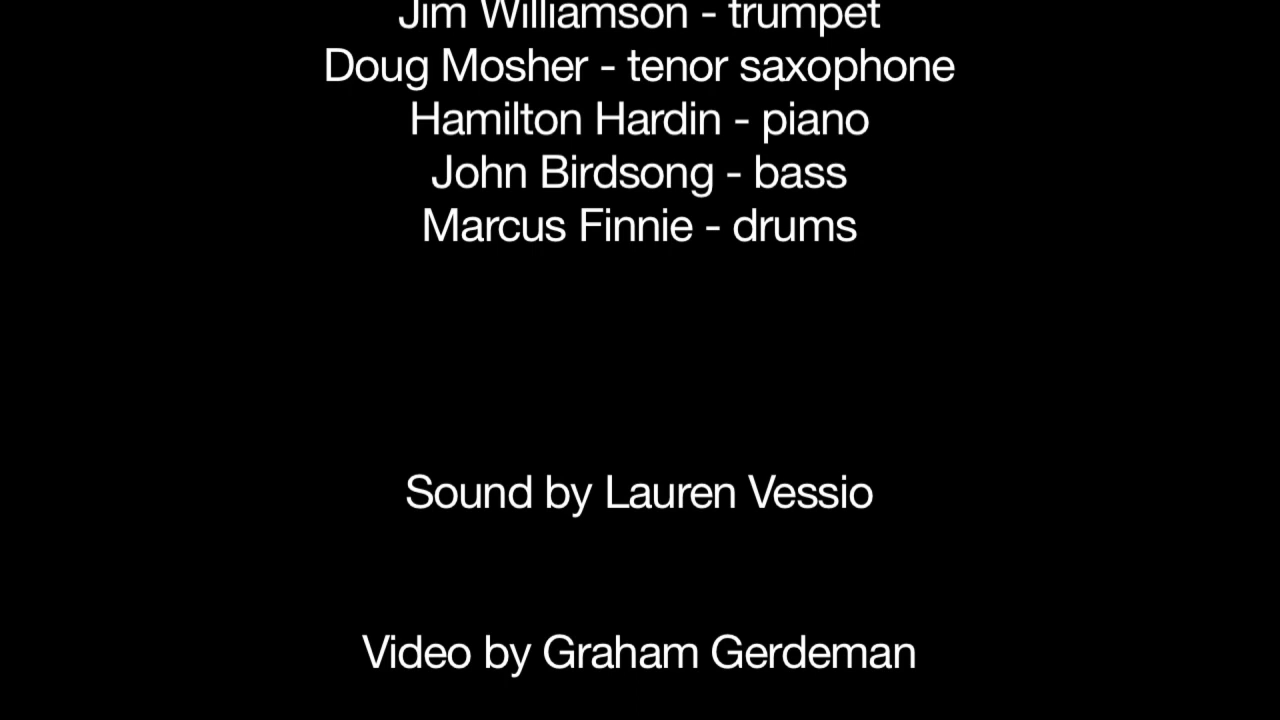 Jim Williamson - trumpet
Doug Mosher - tenor saxophone
Hamilton Hardin - piano
John Birdsong - bass
Marcus Finnie - drums
Sound by Lauren Vessio
Video by Graham Gerdeman